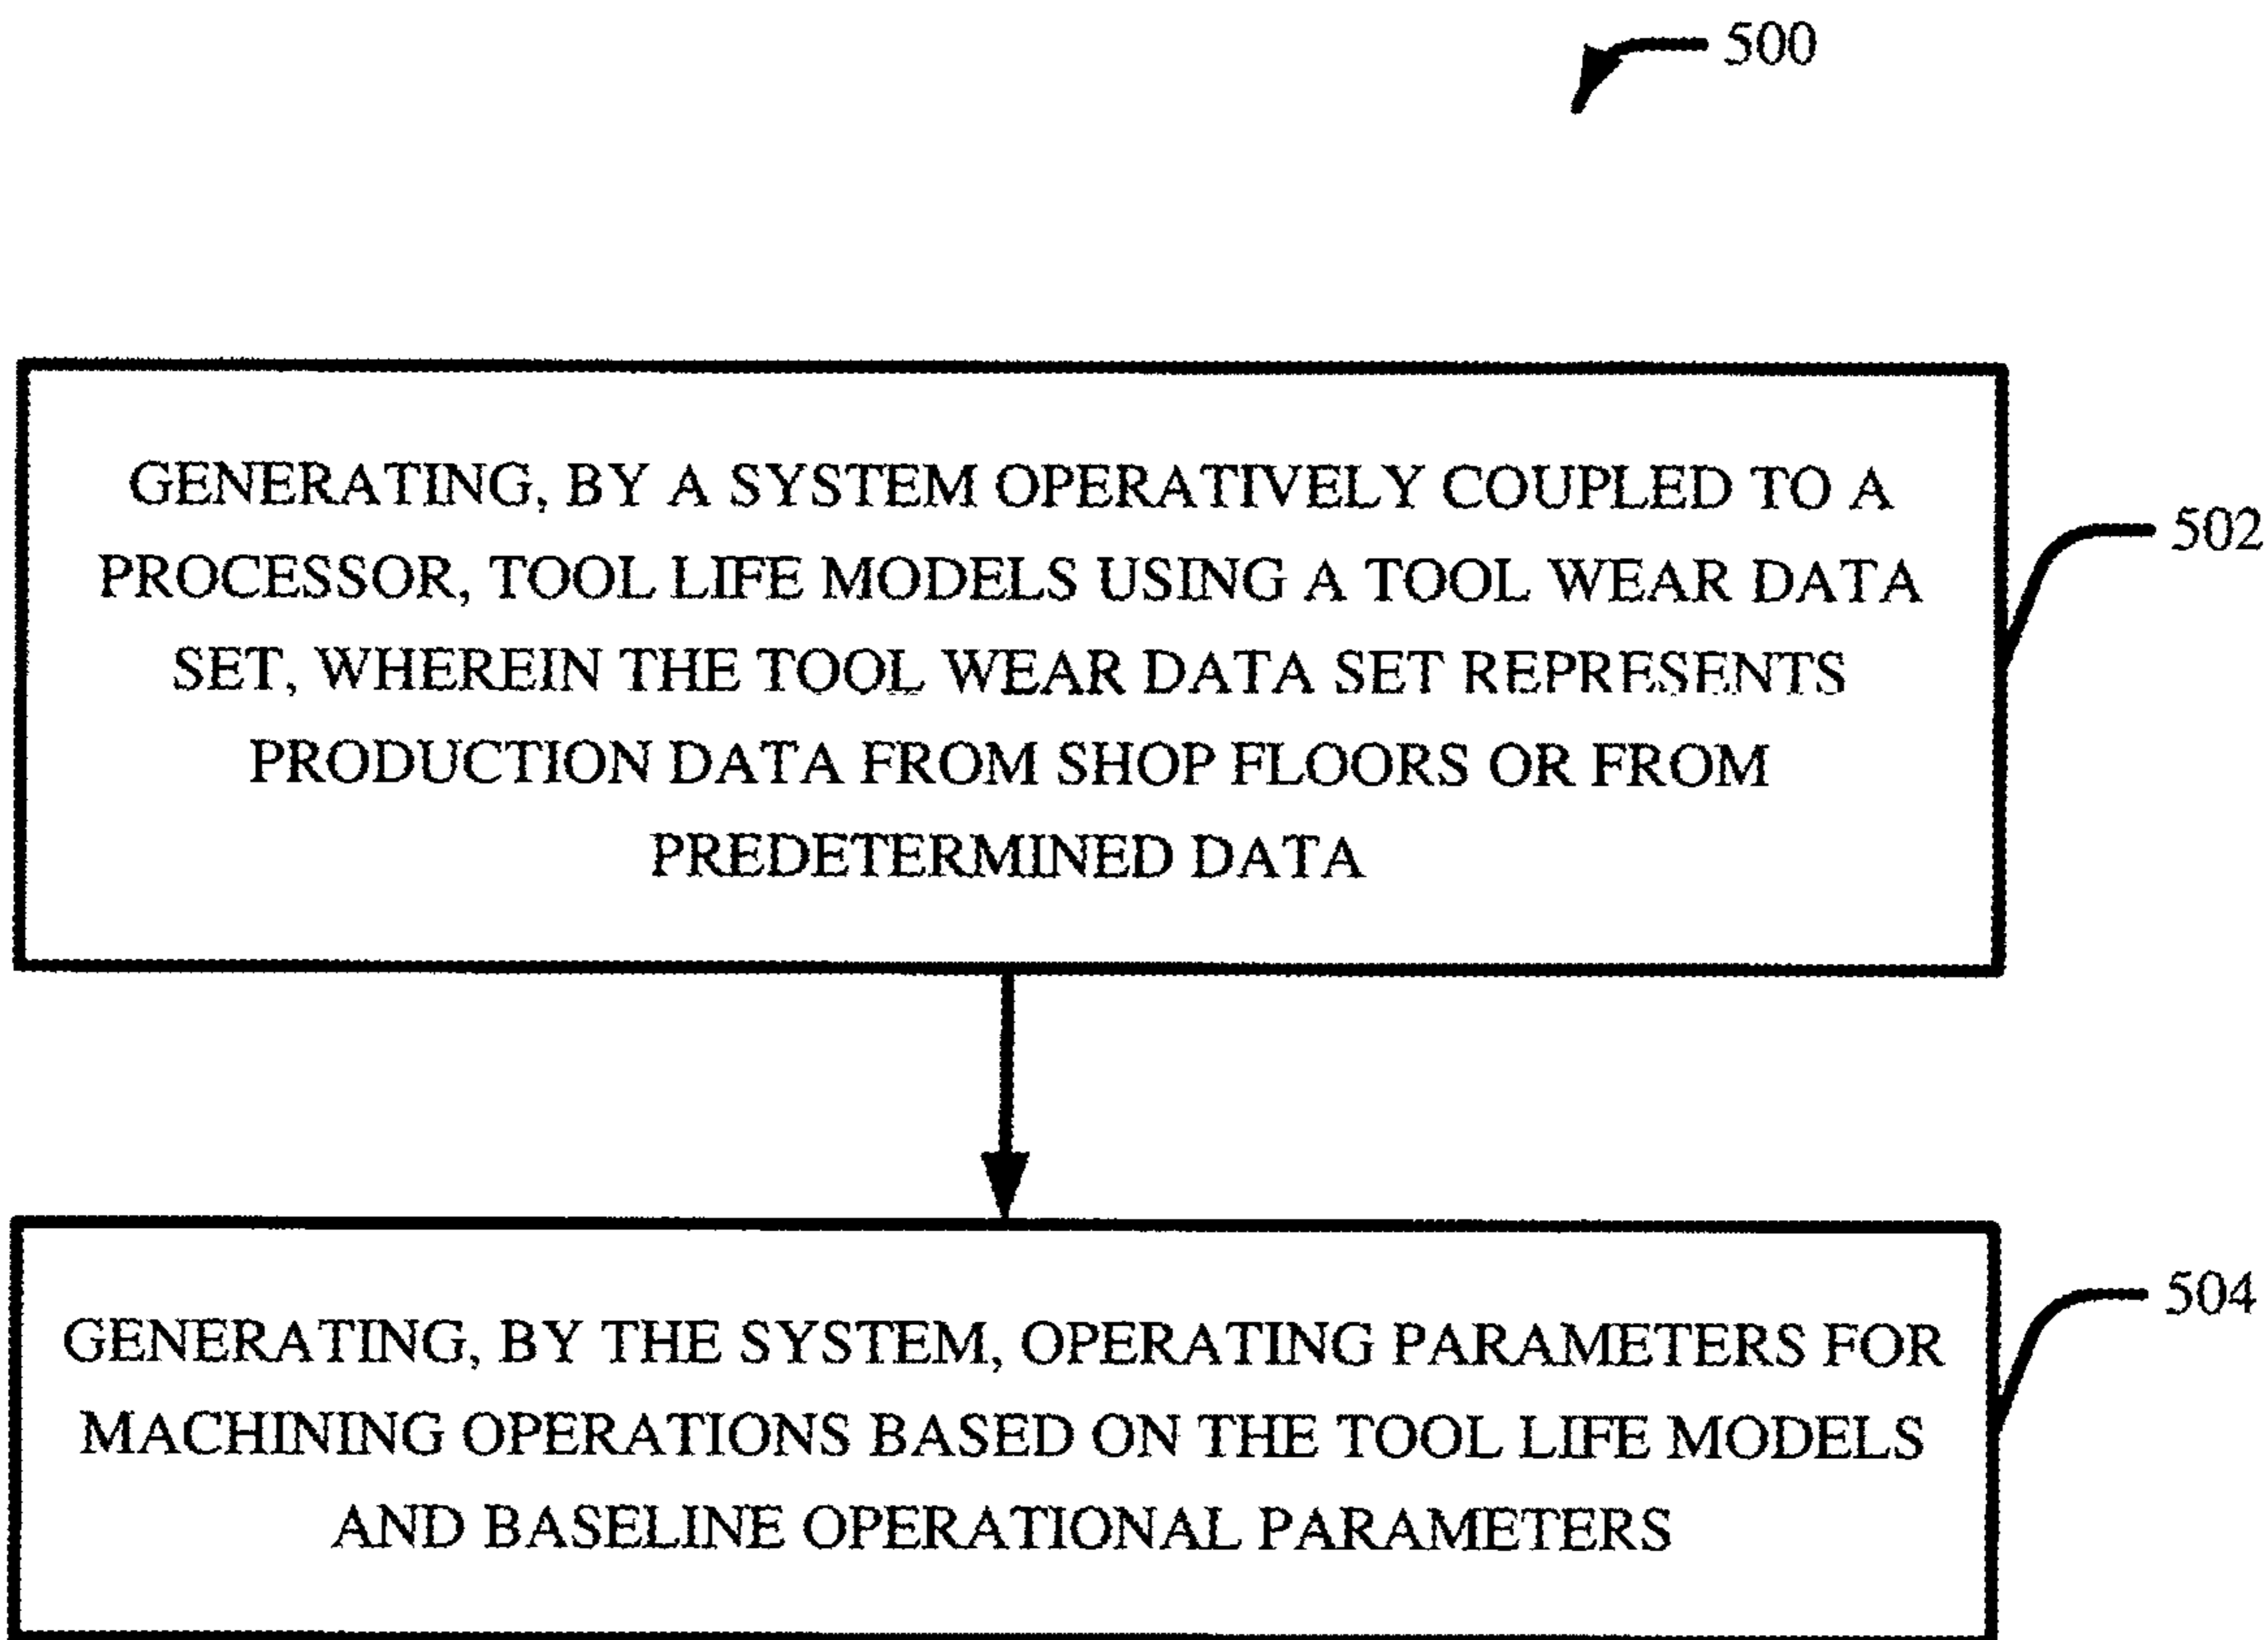 500
GENERATING, BY A SYSTEM OPERATIVELY COUPLED TO A
PROCESSOR, TOOL LIFE MODELS USING A TOOL WEAR DATA
SET, WHEREIN THE TOOL WEAR DATA SET REPRESENTS
PRODUCTION DATA FROM SHOP FLOORS OR FROM
PREDETERMINED DATA
502
GENERATING, BY THE SYSTEM, OPERATING PARAMETERS FOR
MACHINING OPERATIONS BASED ON THE TOOL LIFE MODELS
AND BASELINE OPERATIONAL PARAMETERS
504